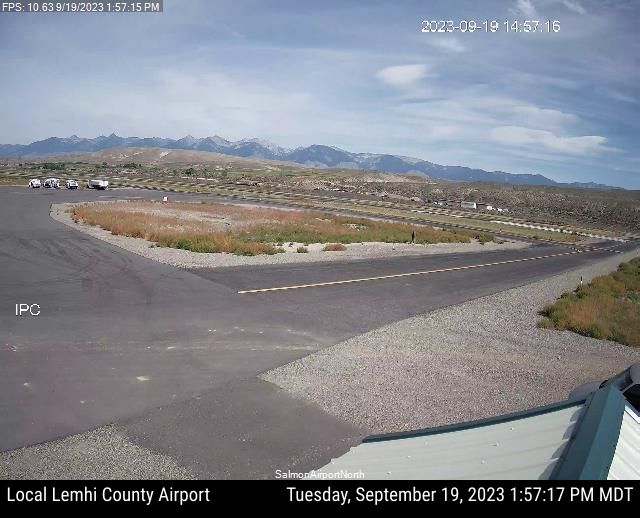 FPS: 10.63 9/19/2023 1:57:15 PM
2023-09-19 14:57:16
IPC
SalmonAirportNorth
Local Lemhi County Airport Tuesday, September 19, 2023 1:57:17 PM MDT